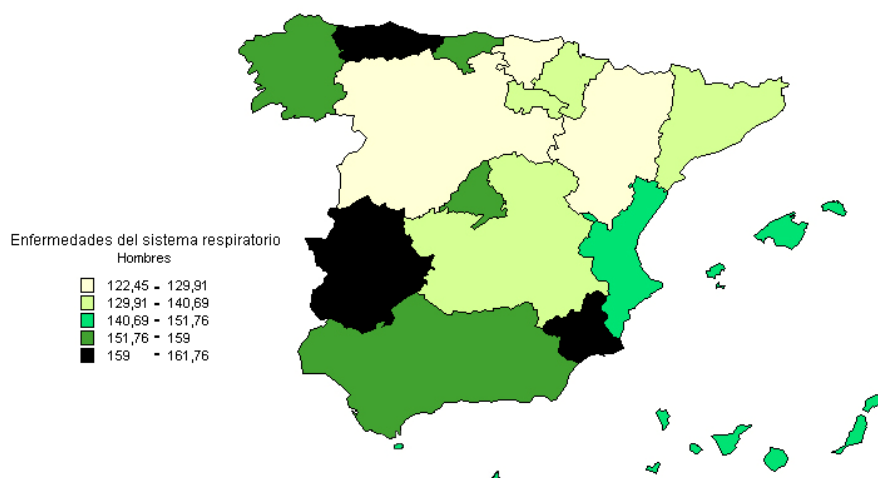 Enfermedades del sistema respiratorio
Hombres
122,45 - 129,91
129,91 - 140,69
140,69 - 151,76
151,76 - 159
159 - 161,76